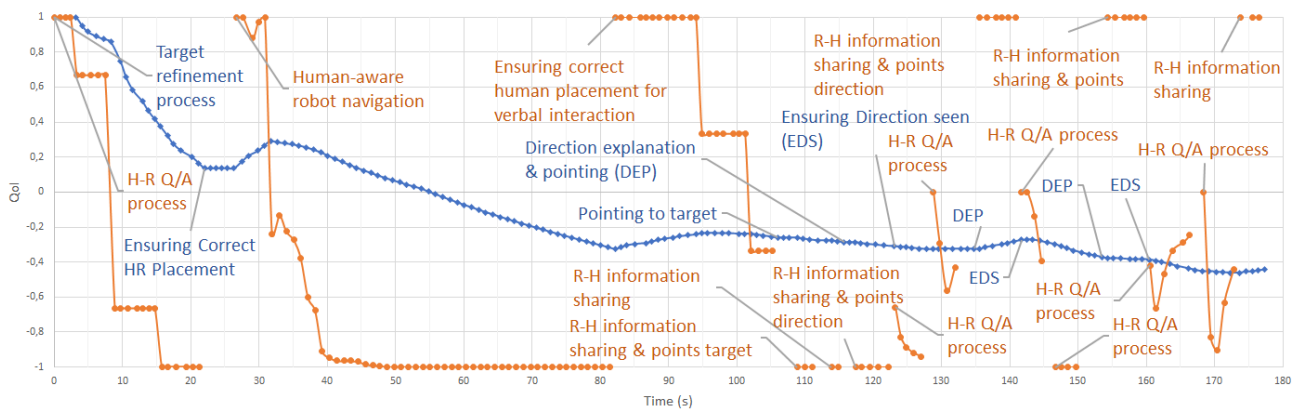 1
0,8
0,6
0,4
0,2
0
-0,2
-0,4
-0,6
-0,8
-1
QoI
0
10
20
30
40
50
60
70
80
90
100
110
120
130
140
150
160
170
180
Time (s)
Target
refinement
process
H-R Q/A
process
Ensuring Correct
HR Placement
Human-aware
robot navigation
Ensuring correct
human placement for
verbal interaction
Direction explanation
& pointing (DEP)
Pointing to target
R-H information
sharing
R-H information
sharing & points target
R-H information
sharing & points
direction
R-H information
sharing & points
direction
Ensuring Direction seen
(EDS)
H-R Q/A
process
H-R Q/A
process
DEP
EDS
R-H information
sharing & points
H-R Q/A process
DEP
EDS
H-R Q/A
process
H-R Q/A
process
R-H information
sharing
H-R Q/A process